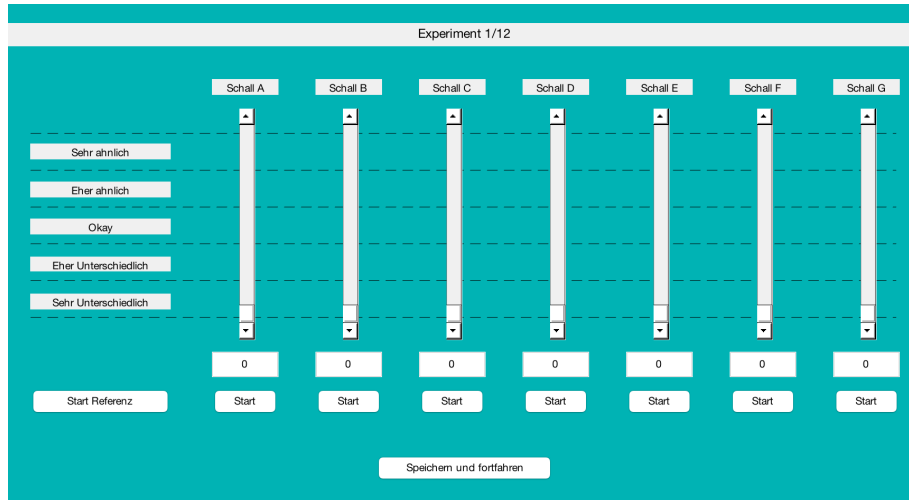 Experiment 1/12
Schall A Schall B Schall C Schall D Schall E Schall F Schall G
Sehr ahnlich
Eher ahnlich
Okay
Eher Unterschiedlich
Sehr Unterschiedlich
0 0 0 0 0 0 0
Start Referenz Start Start Start Start Start Start Start
Speichern und fortfahren